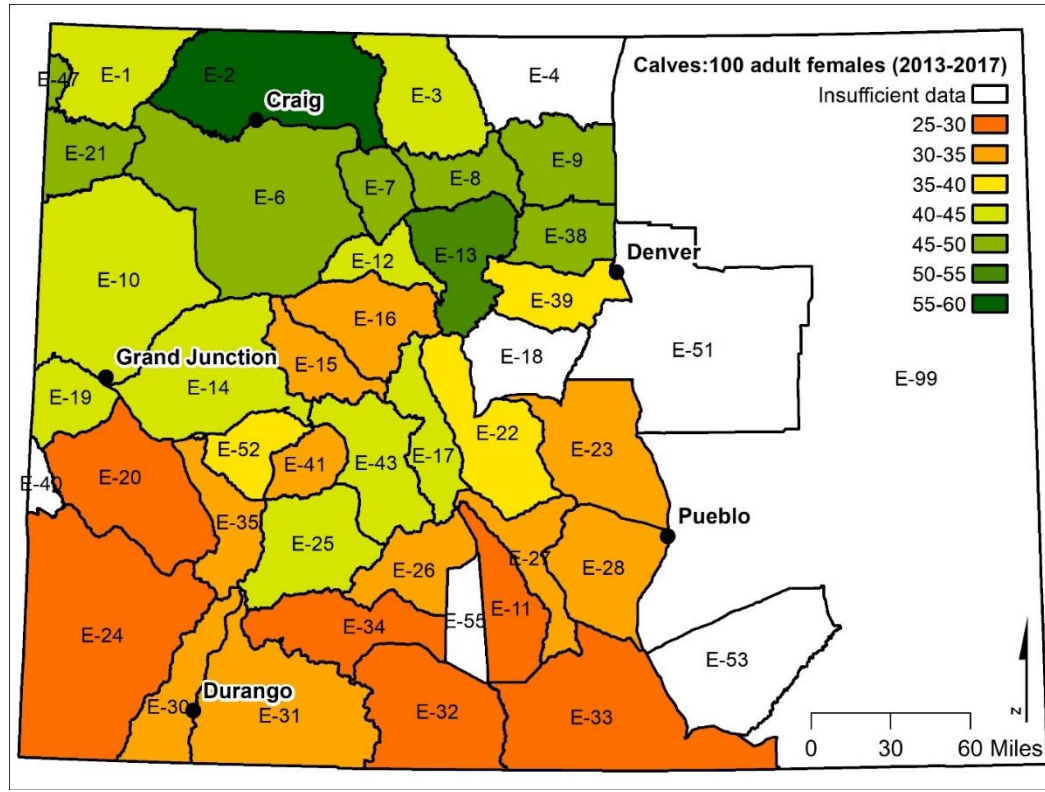 Calves:100 adult females (2013-2017)
Insufficient data
25-30
30-35
35-40
40-45
45-50
50-55
55-60
E-47
E-1
E-2
E-3
E-4
Craig
E-21
E-6
E-7
E-8
E-9
E-10
E-12
E-13
E-38
Denver
E-39
E-16
E-15
E-18
E-51
E-99
Grand Junction
E-19
E-14
E-52
E-41
E-43
E-17
E-22
E-23
E-40
E-20
E-35
E-25
E-26
E-27
E-28
Pueblo
E-24
E-34
E-55
E-11
E-53
E-30
Durango
E-31
E-32
E-33
N
0 30 60 Miles